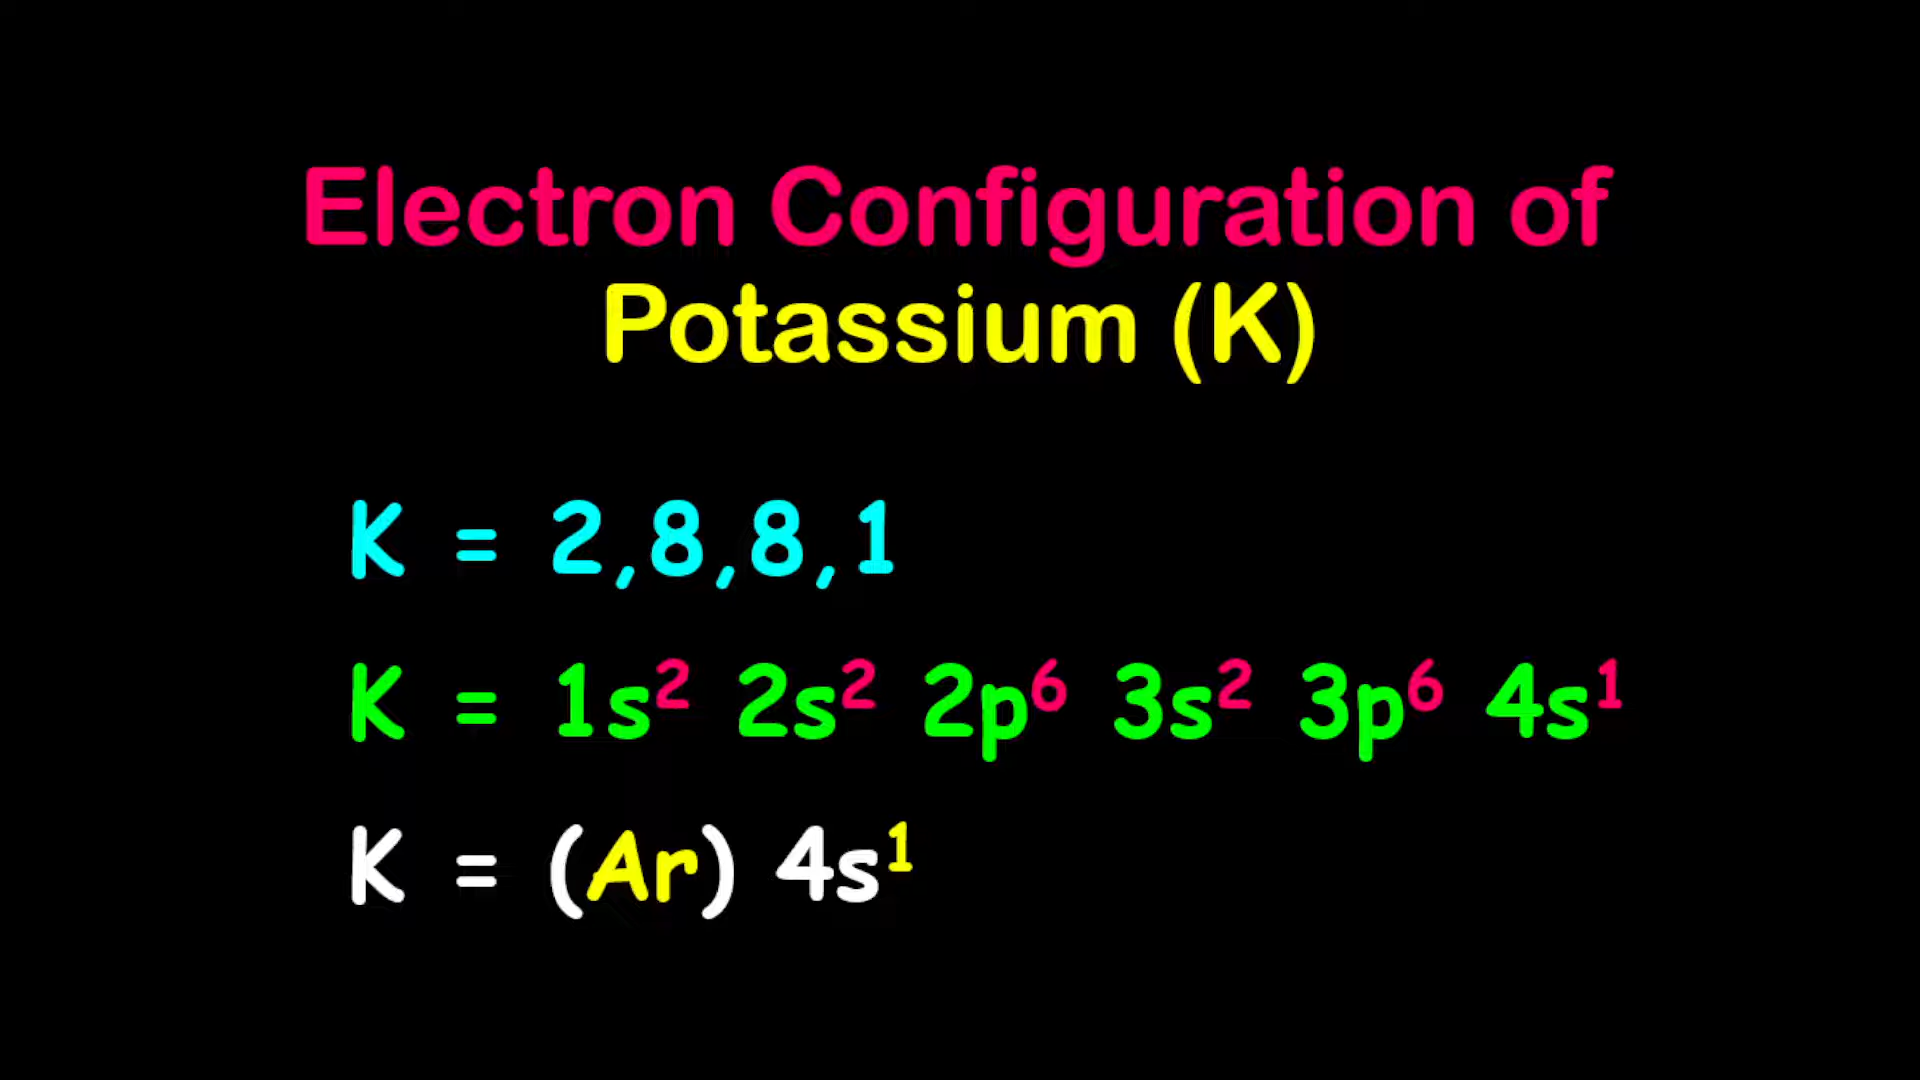 Electron Configuration of
Potassium (K)
K = 2,8,8,1
K = 1s² 2s² 2p⁶ 3s² 3p⁶ 4s¹
K = (Ar) 4s¹